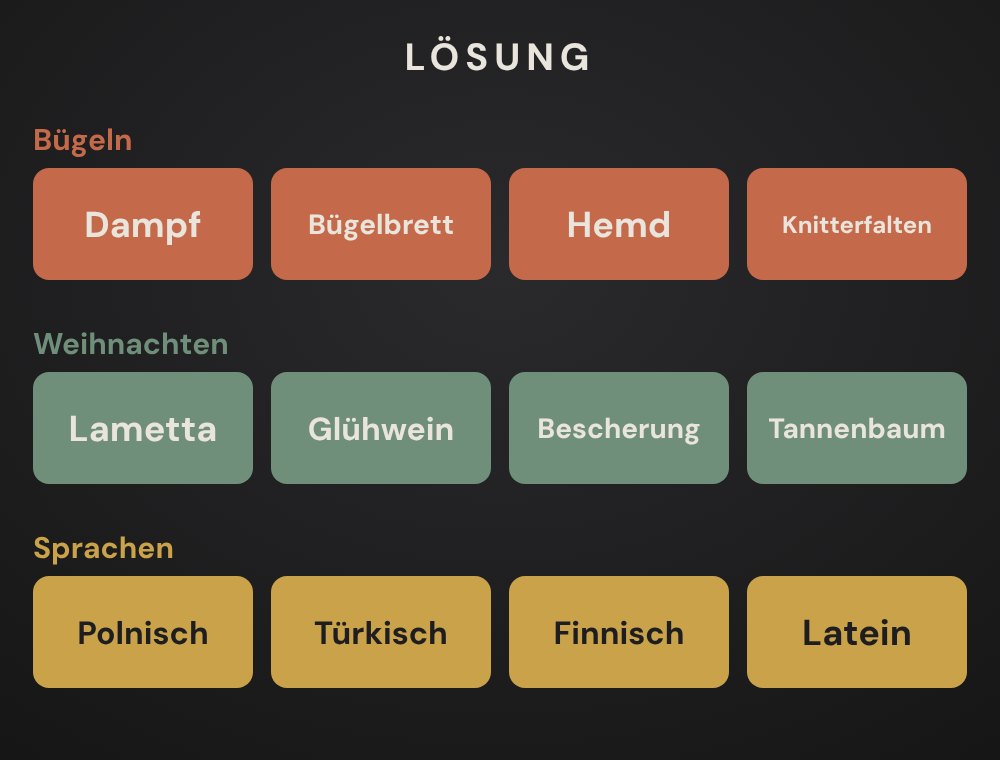 LÖSUNG
Bügeln
Dampf Bügelbrett Hemd Knitterfalten
Weihnachten
Lametta Glühwein Bescherung Tannenbaum
Sprachen
Polnisch Türkisch Finnisch Latein